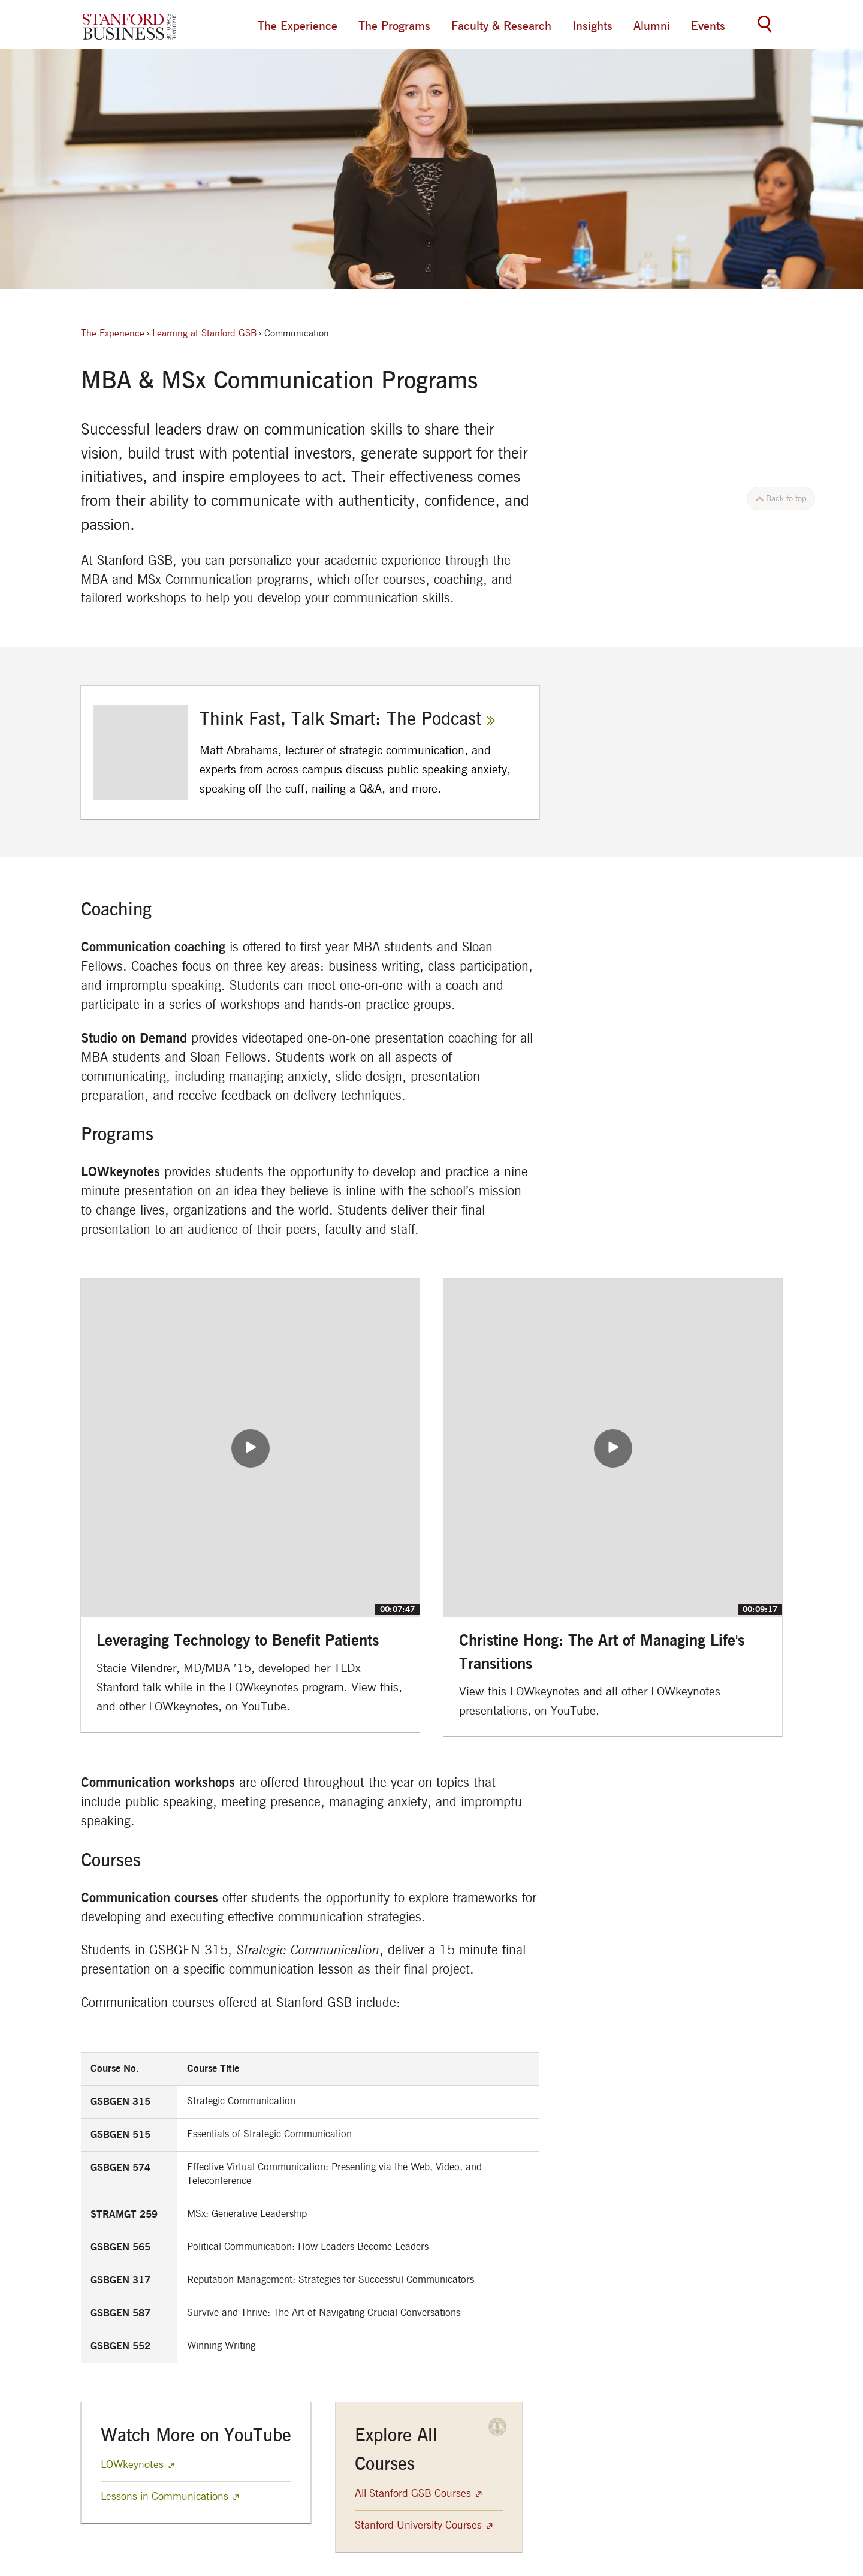 STANFORD
BUSINESS
GRADUATE
SCHOOL OF
The Experience
The Programs
Faculty & Research
Insights
Alumni
Events
The Experience › Learning at Stanford GSB › Communication
MBA & MSx Communication Programs
Successful leaders draw on communication skills to share their
vision, build trust with potential investors, generate support for their
initiatives, and inspire employees to act. Their effectiveness comes
from their ability to communicate with authenticity, confidence, and
passion.
Back to top
At Stanford GSB, you can personalize your academic experience through the
MBA and MSx Communication programs, which offer courses, coaching, and
tailored workshops to help you develop your communication skills.
Think Fast, Talk Smart: The Podcast »
Matt Abrahams, lecturer of strategic communication, and
experts from across campus discuss public speaking anxiety,
speaking off the cuff, nailing a Q&A, and more.
Coaching
Communication coaching is offered to first-year MBA students and Sloan
Fellows. Coaches focus on three key areas: business writing, class participation,
and impromptu speaking. Students can meet one-on-one with a coach and
participate in a series of workshops and hands-on practice groups.
Studio on Demand provides videotaped one-on-one presentation coaching for all
MBA students and Sloan Fellows. Students work on all aspects of
communicating, including managing anxiety, slide design, presentation
preparation, and receive feedback on delivery techniques.
Programs
LOWkeynotes provides students the opportunity to develop and practice a nine-
minute presentation on an idea they believe is inline with the school’s mission –
to change lives, organizations and the world. Students deliver their final
presentation to an audience of their peers, faculty and staff.
00:07:47
Leveraging Technology to Benefit Patients
Stacie Vilendrer, MD/MBA ’15, developed her TEDx
Stanford talk while in the LOWkeynotes program. View this,
and other LOWkeynotes, on YouTube.
00:09:17
Christine Hong: The Art of Managing Life's
Transitions
View this LOWkeynotes and all other LOWkeynotes
presentations, on YouTube.
Communication workshops are offered throughout the year on topics that
include public speaking, meeting presence, managing anxiety, and impromptu
speaking.
Courses
Communication courses offer students the opportunity to explore frameworks for
developing and executing effective communication strategies.
Students in GSBGEN 315, Strategic Communication, deliver a 15-minute final
presentation on a specific communication lesson as their final project.
Communication courses offered at Stanford GSB include:
Course No. Course Title
GSBGEN 315 Strategic Communication
GSBGEN 515 Essentials of Strategic Communication
GSBGEN 574 Effective Virtual Communication: Presenting via the Web, Video, and
Teleconference
STRAMGT 259 MSx: Generative Leadership
GSBGEN 565 Political Communication: How Leaders Become Leaders
GSBGEN 317 Reputation Management: Strategies for Successful Communicators
GSBGEN 587 Survive and Thrive: The Art of Navigating Crucial Conversations
GSBGEN 552 Winning Writing
Watch More on YouTube
LOWkeynotes
Lessons in Communications
Explore All
Courses
All Stanford GSB Courses
Stanford University Courses